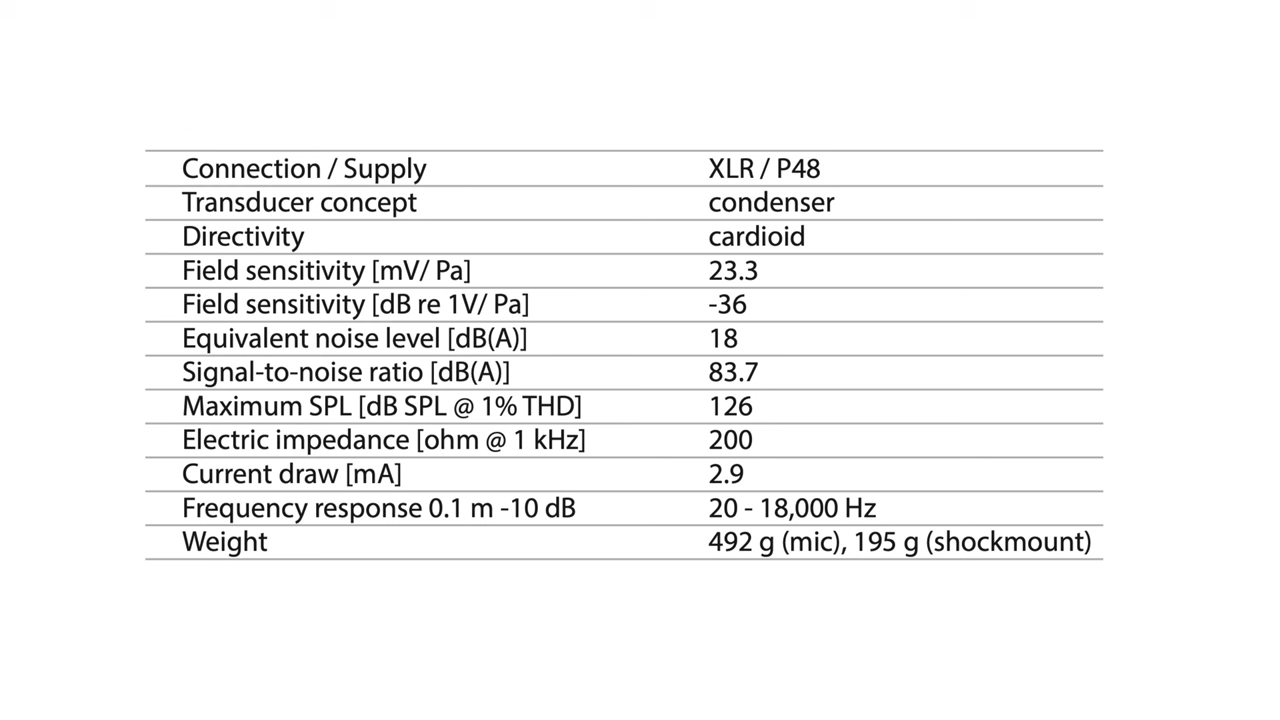 Connection / Supply XLR / P48
Transducer concept condenser
Directivity cardioid
Field sensitivity [mV/ Pa] 23.3
Field sensitivity [dB re 1V/ Pa] -36
Equivalent noise level [dB(A)] 18
Signal-to-noise ratio [dB(A)] 83.7
Maximum SPL [dB SPL @ 1% THD] 126
Electric impedance [ohm @ 1 kHz] 200
Current draw [mA] 2.9
Frequency response 0.1 m -10 dB 20 - 18,000 Hz
Weight 492 g (mic), 195 g (shockmount)